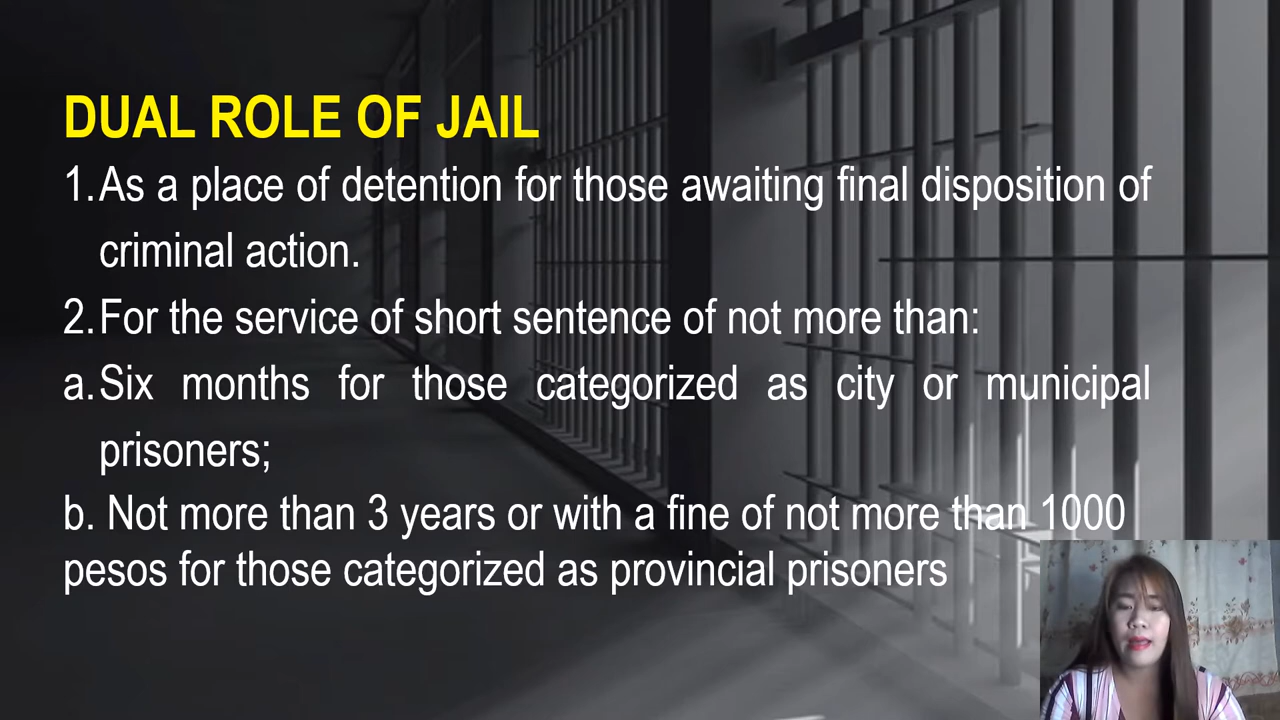 DUAL ROLE OF JAIL
1. As a place of detention for those awaiting final disposition of
criminal action.
2. For the service of short sentence of not more than:
a. Six months for those categorized as city or municipal
prisoners;
b. Not more than 3 years or with a fine of not more than 1000
pesos for those categorized as provincial prisoners